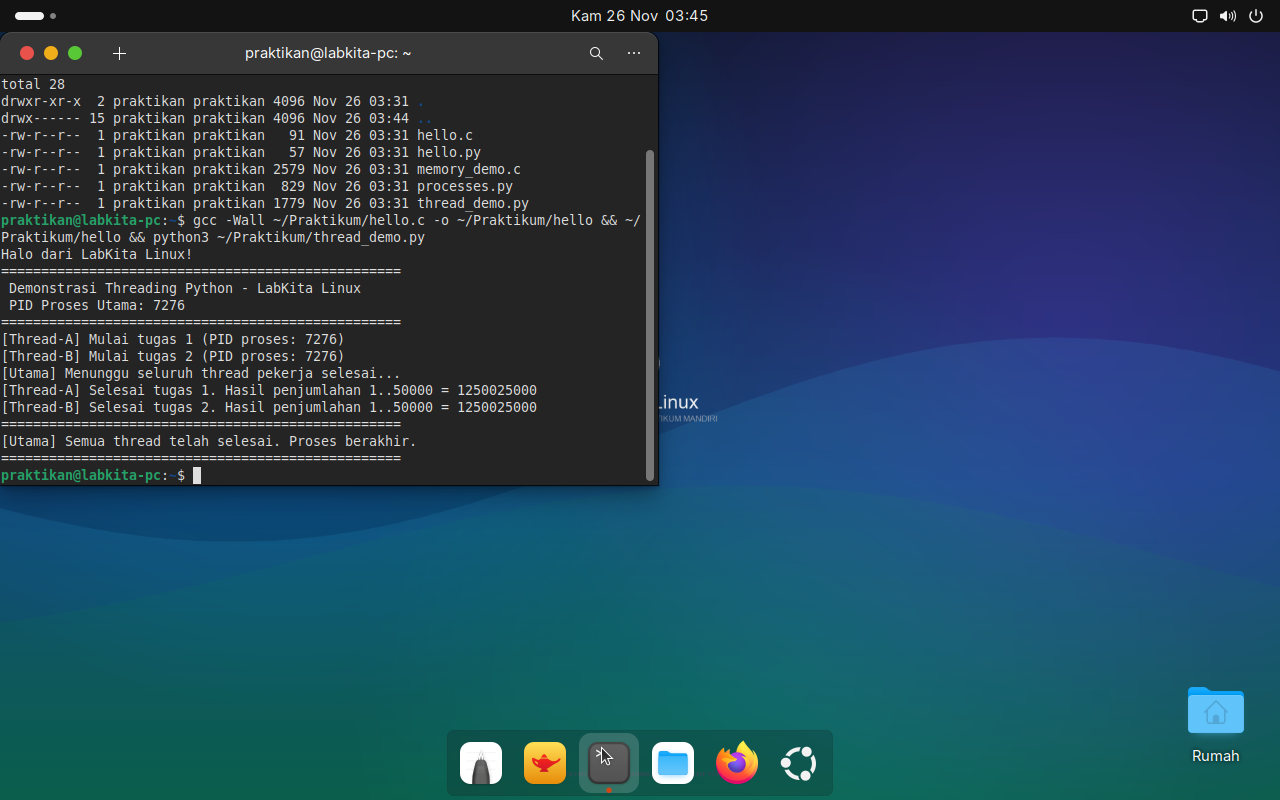 Kam 26 Nov 03:45
praktikan@labkita-pc: ~
total 28
drwxr-xr-x  2 praktikan praktikan 4096 Nov 26 03:31 .
drwx------ 15 praktikan praktikan 4096 Nov 26 03:44 ..
-rw-r--r--  1 praktikan praktikan   91 Nov 26 03:31 hello.c
-rw-r--r--  1 praktikan praktikan   57 Nov 26 03:31 hello.py
-rw-r--r--  1 praktikan praktikan 2579 Nov 26 03:31 memory_demo.c
-rw-r--r--  1 praktikan praktikan  829 Nov 26 03:31 processes.py
-rw-r--r--  1 praktikan praktikan 1779 Nov 26 03:31 thread_demo.py
praktikan@labkita-pc:~$ gcc -Wall ~/Praktikum/hello.c -o ~/Praktikum/hello && ~/
Praktikum/hello && python3 ~/Praktikum/thread_demo.py
Halo dari LabKita Linux!
==================================================
 Demonstrasi Threading Python - LabKita Linux
 PID Proses Utama: 7276
==================================================
[Thread-A] Mulai tugas 1 (PID proses: 7276)
[Thread-B] Mulai tugas 2 (PID proses: 7276)
[Utama] Menunggu seluruh thread pekerja selesai...
[Thread-A] Selesai tugas 1. Hasil penjumlahan 1..50000 = 1250025000
[Thread-B] Selesai tugas 2. Hasil penjumlahan 1..50000 = 1250025000
==================================================
[Utama] Semua thread telah selesai. Proses berakhir.
==================================================
praktikan@labkita-pc:~$
Linux
IKUM MANDIRI
Rumah